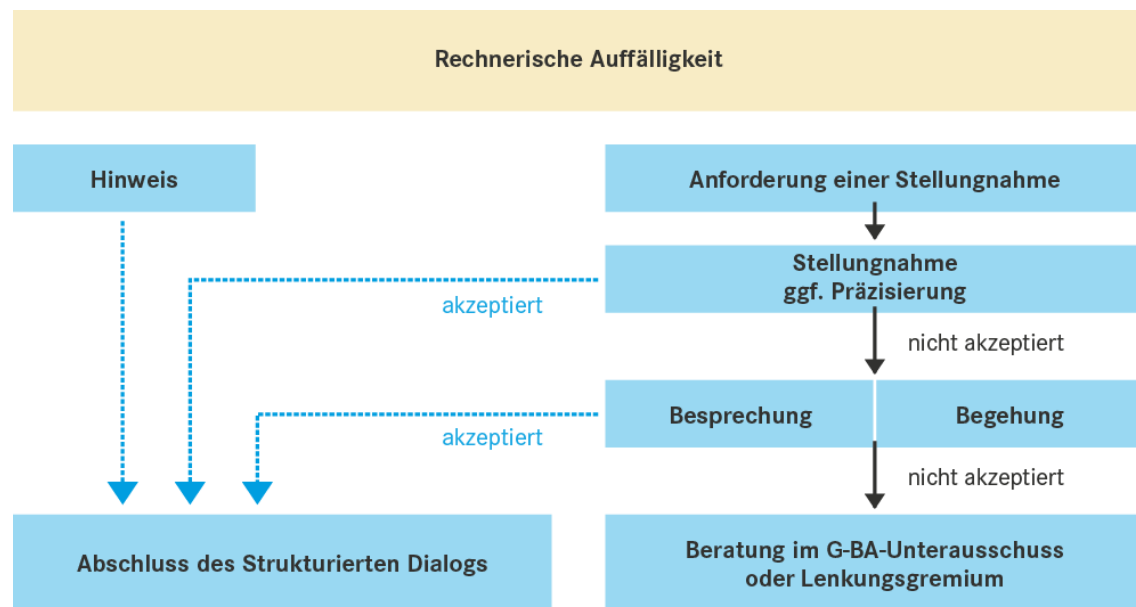 Rechnerische Auffälligkeit
Hinweis
Anforderung einer Stellungnahme
Stellungnahme
ggf. Präzisierung
akzeptiert
nicht akzeptiert
Besprechung
Begehung
akzeptiert
nicht akzeptiert
Abschluss des Strukturierten Dialogs
Beratung im G-BA-Unterausschuss
oder Lenkungsgremium